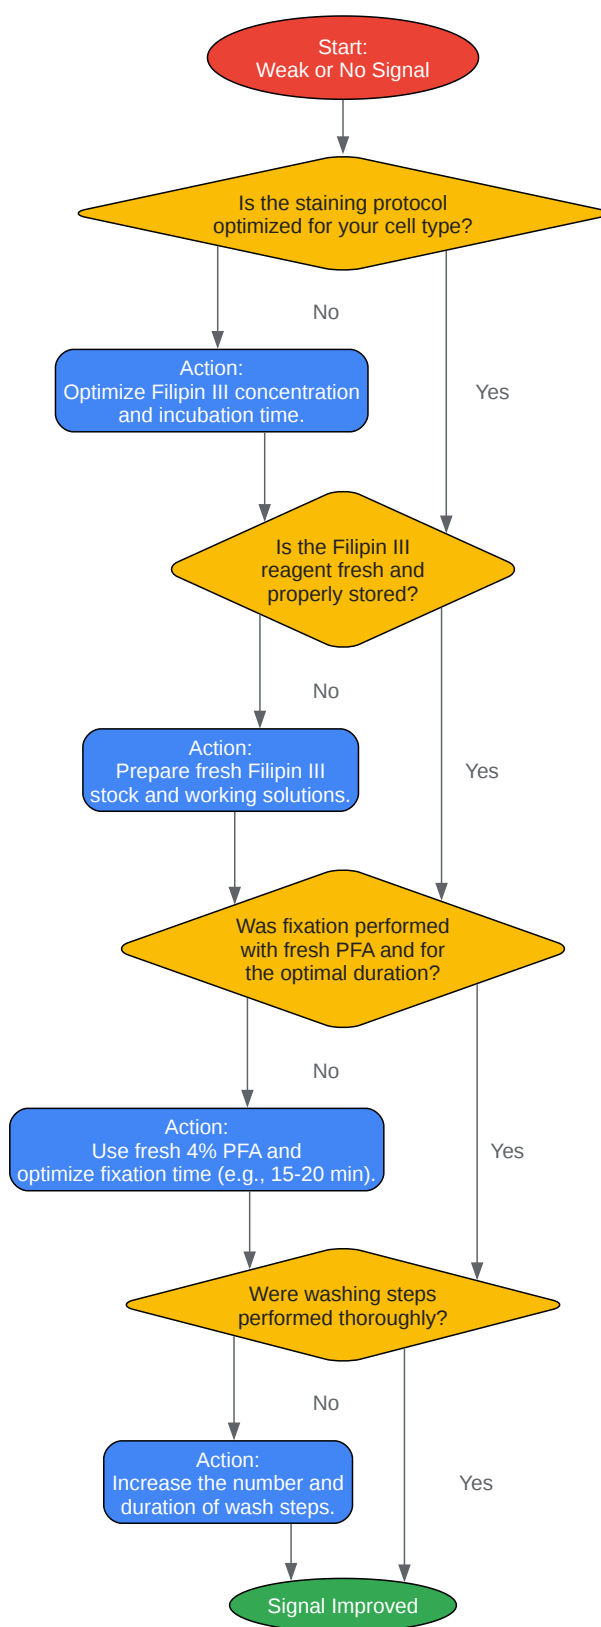 Start:
Weak or No Signal
Is the staining protocol
optimized for your cell type?
No
Action:
Optimize Filipin III concentration
and incubation time.
Yes
Is the Filipin III
reagent fresh and
properly stored?
No
Action:
Prepare fresh Filipin III
stock and working solutions.
Yes
Was fixation performed
with fresh PFA and for
the optimal duration?
No
Action:
Use fresh 4% PFA and
optimize fixation time (e.g., 15-20 min).
Yes
Were washing steps
performed thoroughly?
No
Action:
Increase the number and
duration of wash steps.
Yes
Signal Improved